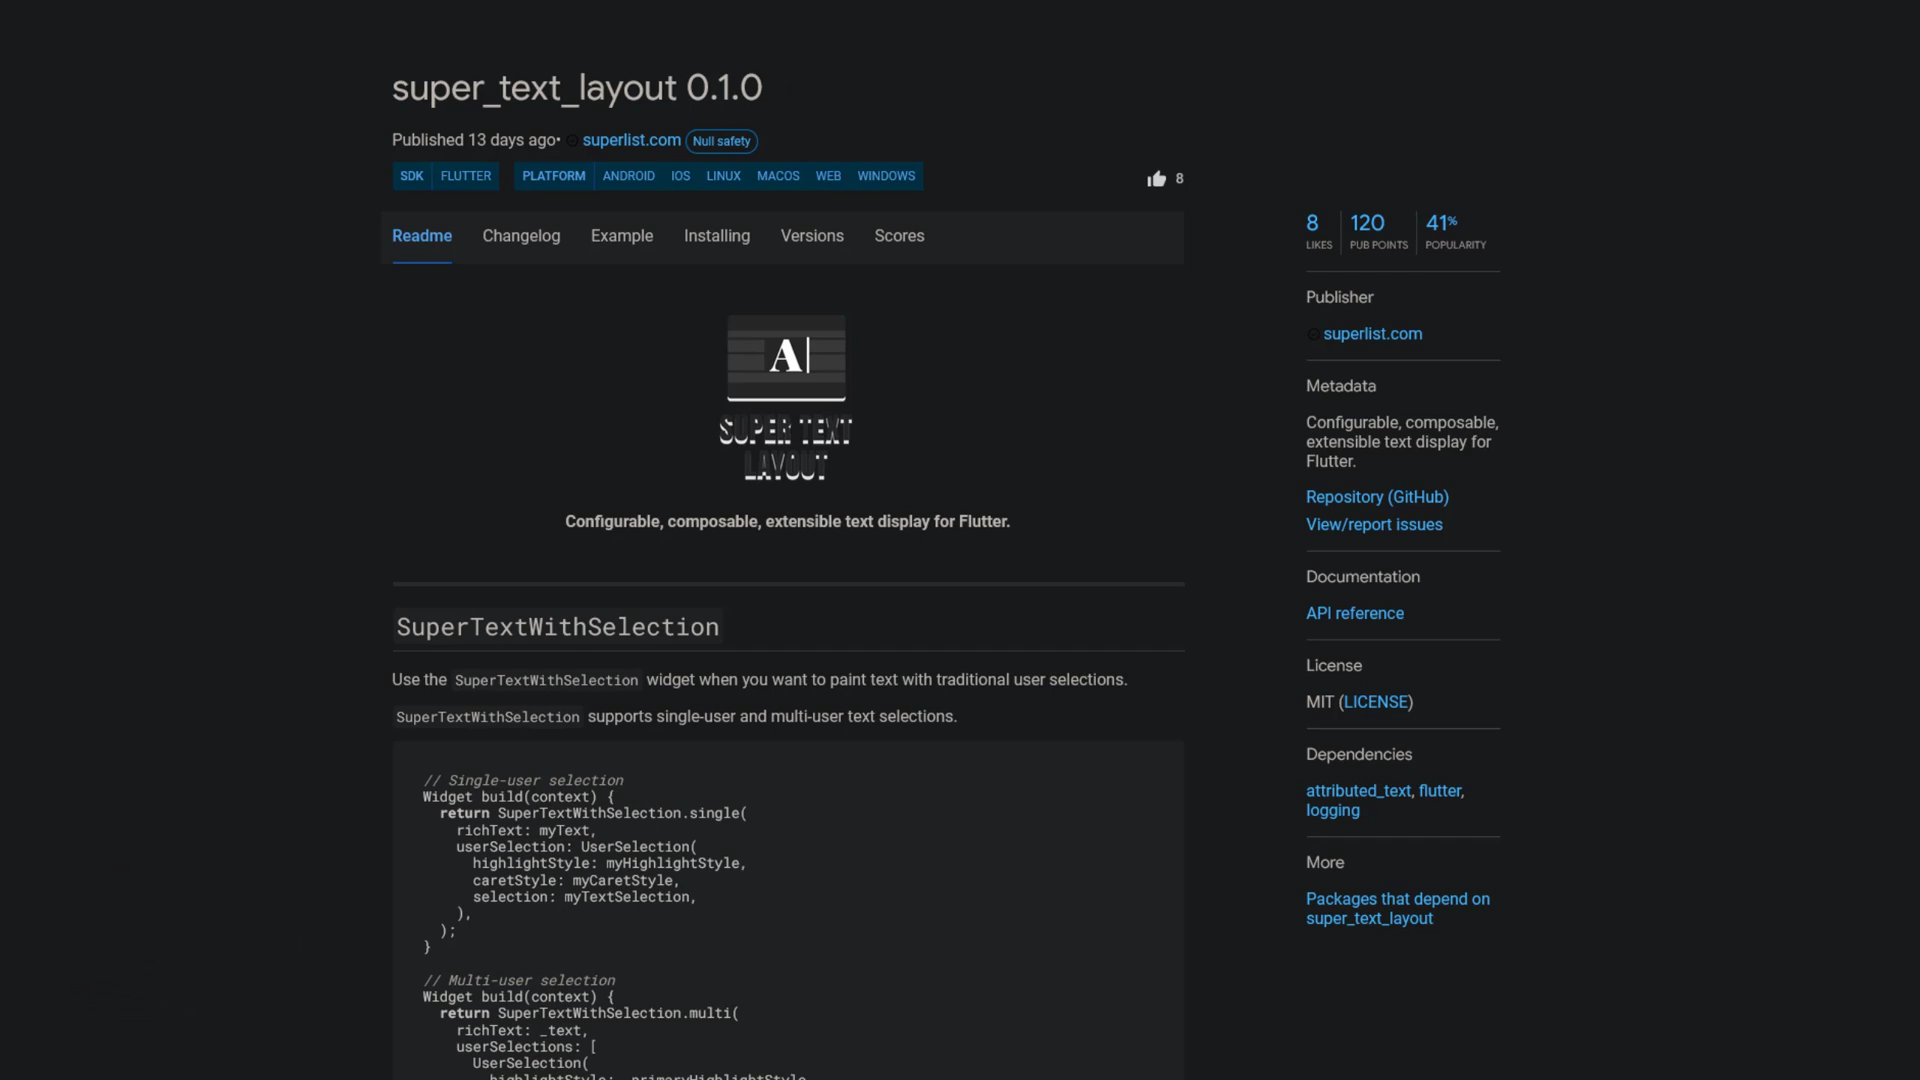 super_text_layout 0.1.0
Published 13 days ago• superlist.com Null safety
SDK FLUTTER PLATFORM ANDROID IOS LINUX MACOS WEB WINDOWS
8
Readme Changelog Example Installing Versions Scores
A
SUPER TEXT
LAYOUT
Configurable, composable, extensible text display for Flutter.
SuperTextWithSelection
Use the SuperTextWithSelection widget when you want to paint text with traditional user selections.
SuperTextWithSelection supports single-user and multi-user text selections.
// Single-user selection
Widget build(context) {
  return SuperTextWithSelection.single(
    richText: myText,
    userSelection: UserSelection(
      highlightStyle: myHighlightStyle,
      caretStyle: myCaretStyle,
      selection: myTextSelection,
    ),
  );
}
// Multi-user selection
Widget build(context) {
  return SuperTextWithSelection.multi(
    richText: _text,
    userSelections: [
      UserSelection(
        highlightStyle: _primaryHighlightStyle,
8 120 41%
LIKES PUB POINTS POPULARITY
Publisher
superlist.com
Metadata
Configurable, composable,
extensible text display for
Flutter.
Repository (GitHub)
View/report issues
Documentation
API reference
License
MIT (LICENSE)
Dependencies
attributed_text, flutter,
logging
More
Packages that depend on
super_text_layout